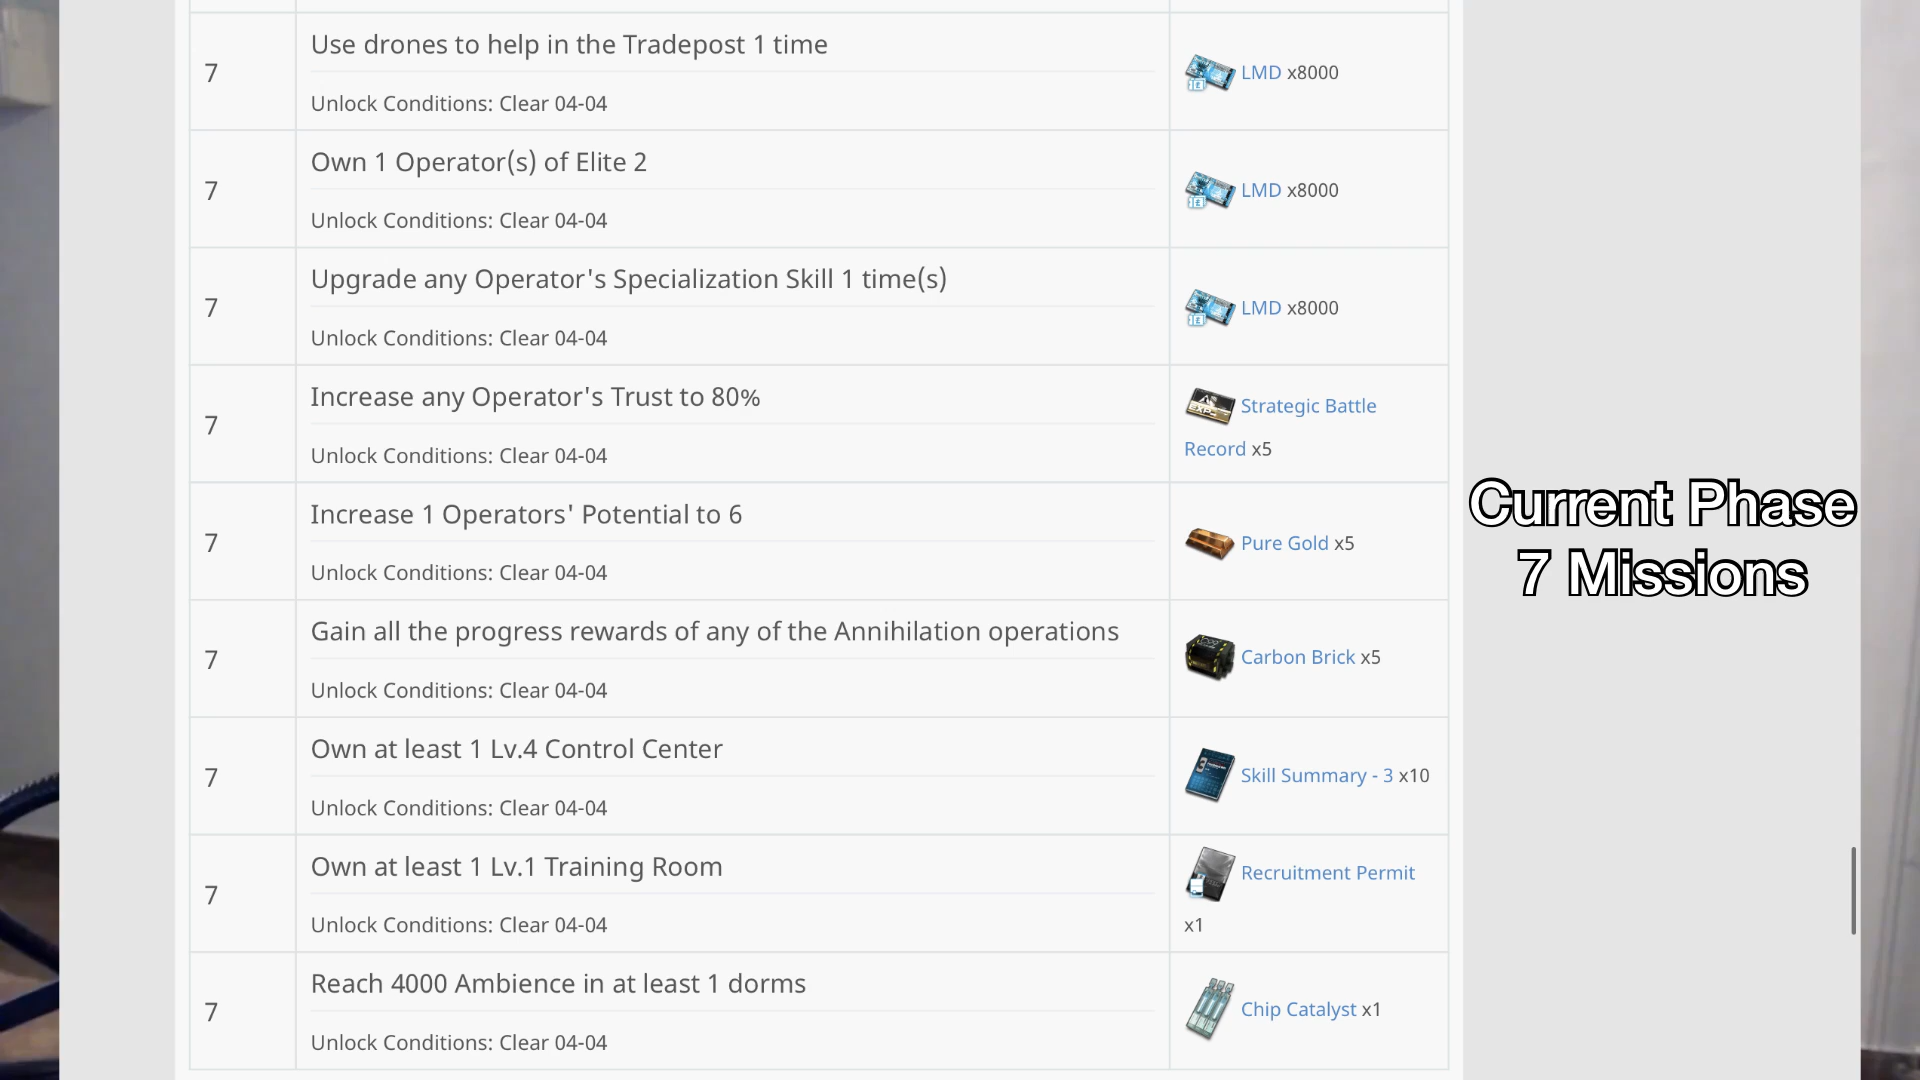 7
Use drones to help in the Tradepost 1 time
Unlock Conditions: Clear 04-04
LMD x8000
7
Own 1 Operator(s) of Elite 2
Unlock Conditions: Clear 04-04
LMD x8000
7
Upgrade any Operator's Specialization Skill 1 time(s)
Unlock Conditions: Clear 04-04
LMD x8000
7
Increase any Operator's Trust to 80%
Unlock Conditions: Clear 04-04
Strategic Battle
Record x5
7
Increase 1 Operators' Potential to 6
Unlock Conditions: Clear 04-04
Pure Gold x5
7
Gain all the progress rewards of any of the Annihilation operations
Unlock Conditions: Clear 04-04
Carbon Brick x5
7
Own at least 1 Lv.4 Control Center
Unlock Conditions: Clear 04-04
Skill Summary - 3 x10
7
Own at least 1 Lv.1 Training Room
Unlock Conditions: Clear 04-04
Recruitment Permit
x1
7
Reach 4000 Ambience in at least 1 dorms
Unlock Conditions: Clear 04-04
Chip Catalyst x1
Current Phase
7 Missions